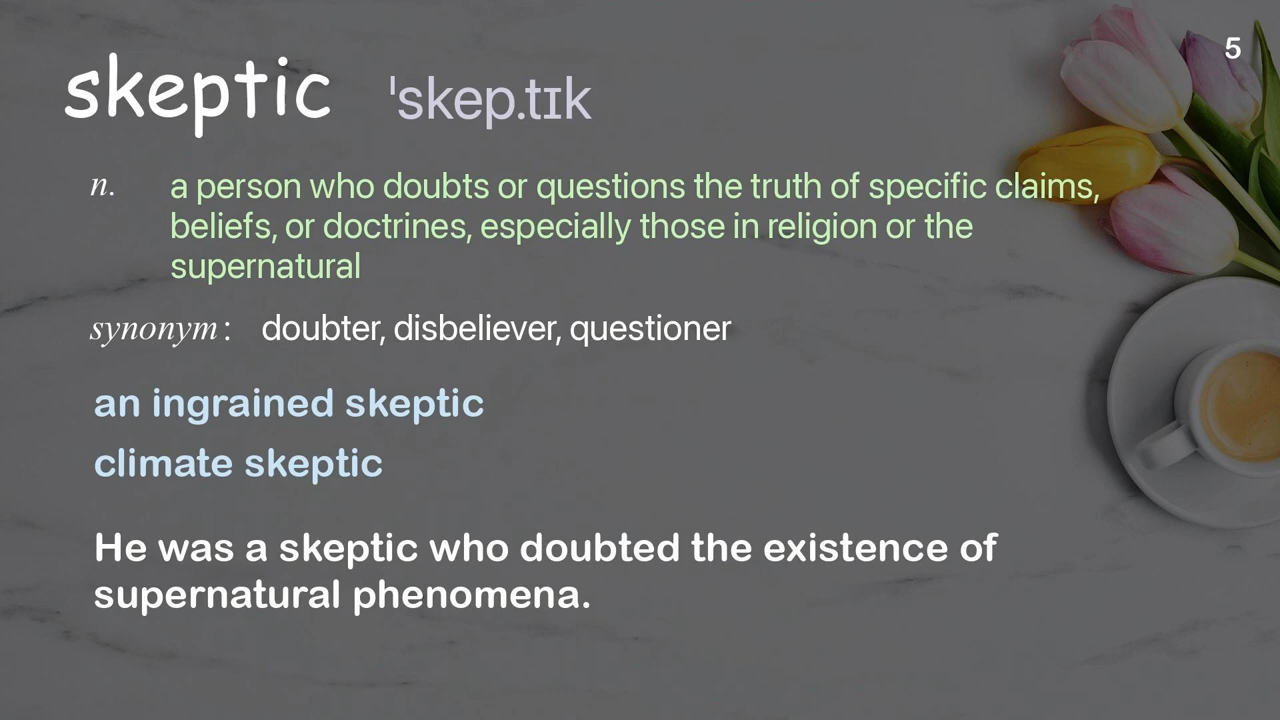 5
skeptic ˈskep.tɪk
n. a person who doubts or questions the truth of specific claims,
beliefs, or doctrines, especially those in religion or the
supernatural
synonym: doubter, disbeliever, questioner
an ingrained skeptic
climate skeptic
He was a skeptic who doubted the existence of
supernatural phenomena.